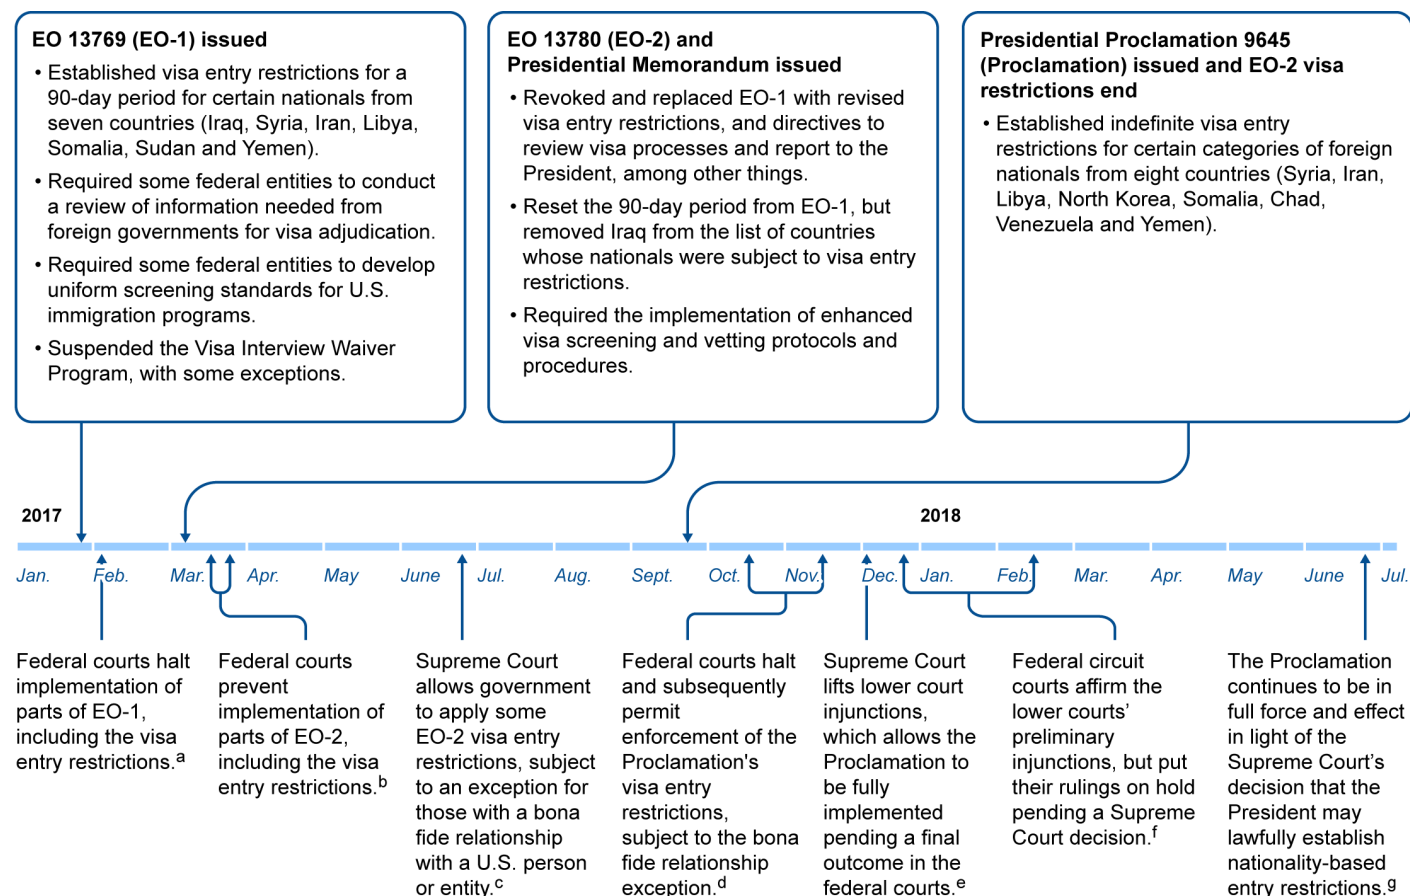 EO 13769 (EO-1) issued
• Established visa entry restrictions for a
90-day period for certain nationals from
seven countries (Iraq, Syria, Iran, Libya,
Somalia, Sudan and Yemen).
• Required some federal entities to conduct
a review of information needed from
foreign governments for visa adjudication.
• Required some federal entities to develop
uniform screening standards for U.S.
immigration programs.
• Suspended the Visa Interview Waiver
Program, with some exceptions.
EO 13780 (EO-2) and
Presidential Memorandum issued
• Revoked and replaced EO-1 with revised
visa entry restrictions, and directives to
review visa processes and report to the
President, among other things.
• Reset the 90-day period from EO-1, but
removed Iraq from the list of countries
whose nationals were subject to visa entry
restrictions.
• Required the implementation of enhanced
visa screening and vetting protocols and
procedures.
Presidential Proclamation 9645
(Proclamation) issued and EO-2 visa
restrictions end
• Established indefinite visa entry
restrictions for certain categories of foreign
nationals from eight countries (Syria, Iran,
Libya, North Korea, Somalia, Chad,
Venezuela and Yemen).
2017 2018
Jan. Feb. Mar. Apr. May June Jul. Aug. Sept. Oct. Nov. Dec. Jan. Feb. Mar. Apr. May June Jul.
Federal courts halt
implementation of
parts of EO-1,
including the visa
entry restrictions.a
Federal courts
prevent
implementation of
parts of EO-2,
including the visa
entry restrictions.b
Supreme Court
allows government
to apply some
EO-2 visa entry
restrictions, subject
to an exception for
those with a bona
fide relationship
with a U.S. person
or entity.c
Federal courts halt
and subsequently
permit
enforcement of the
Proclamation's
visa entry
restrictions,
subject to the bona
fide relationship
exception.d
Supreme Court
lifts lower court
injunctions,
which allows the
Proclamation to
be fully
implemented
pending a final
outcome in the
federal courts.e
Federal circuit
courts affirm the
lower courts’
preliminary
injunctions, but put
their rulings on hold
pending a Supreme
Court decision.f
The Proclamation
continues to be in
full force and effect
in light of the
Supreme Court’s
decision that the
President may
lawfully establish
nationality-based
entry restrictions.g